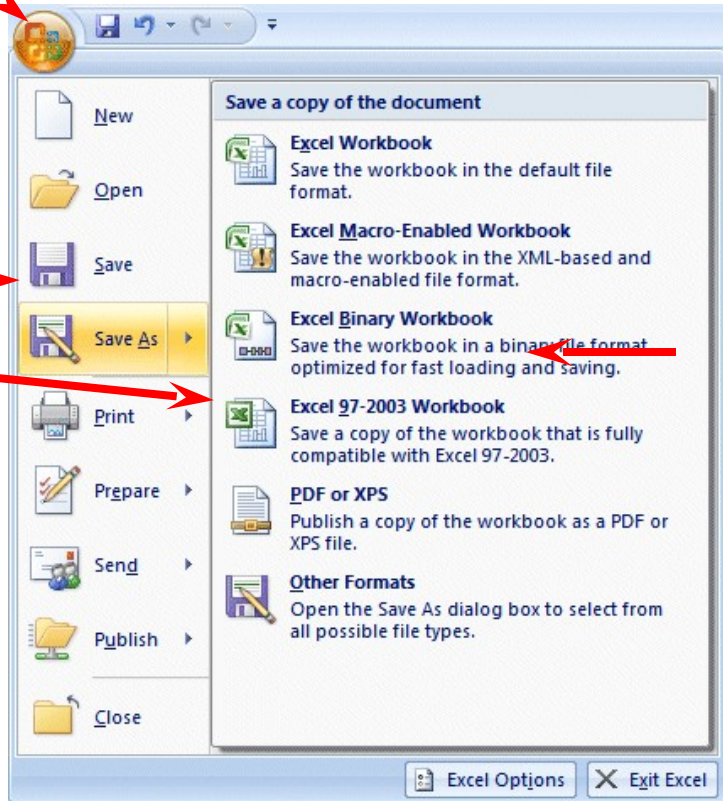 New
Open
Save
Save As
Print
Prepare
Send
Publish
Close
Save a copy of the document
Excel Workbook
Save the workbook in the default file
format.
Excel Macro-Enabled Workbook
Save the workbook in the XML-based and
macro-enabled file format.
Excel Binary Workbook
Save the workbook in a binary file format
optimized for fast loading and saving.
Excel 97-2003 Workbook
Save a copy of the workbook that is fully
compatible with Excel 97-2003.
PDF or XPS
Publish a copy of the workbook as a PDF or
XPS file.
Other Formats
Open the Save As dialog box to select from
all possible file types.
Excel Options
Exit Excel